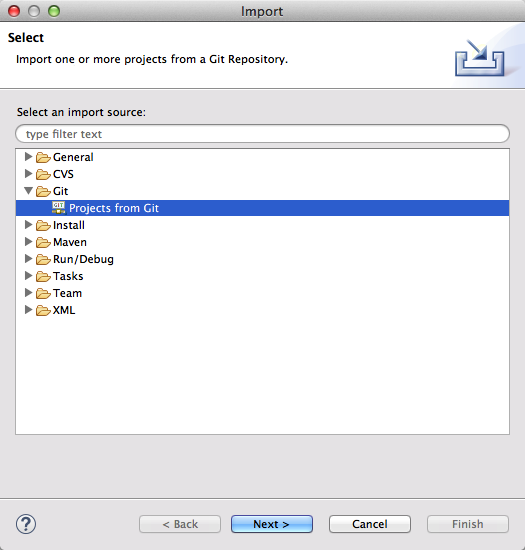 Import
Select
Import one or more projects from a Git Repository.
Select an import source:
type filter text
General
CVS
Git
GIT
Projects from Git
Install
Maven
Run/Debug
Tasks
Team
XML
?
< Back
Next >
Cancel
Finish